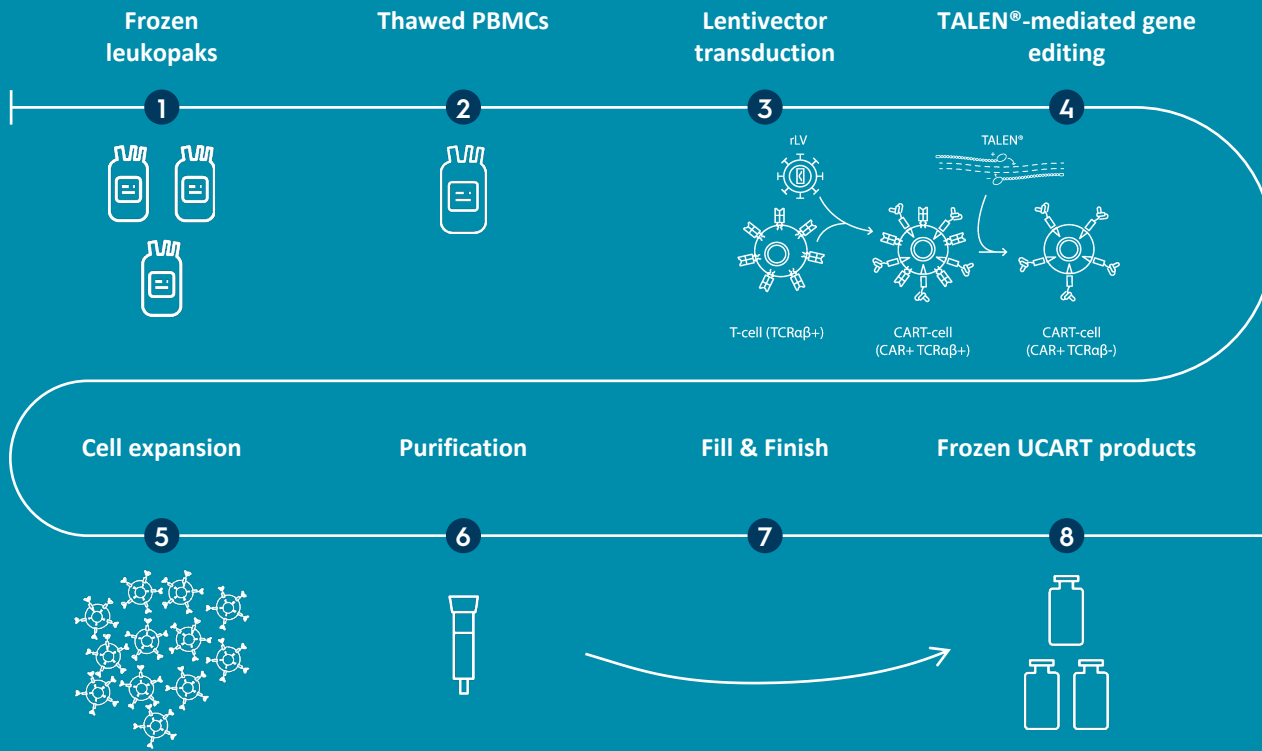 Frozen
leukopaks
Thawed PBMCs
Lentivector
transduction
TALEN®-mediated gene
editing
1
2
3
4
rLV
TALEN®
T-cell (TCRαβ+)
CART-cell
(CAR+ TCRαβ+)
CART-cell
(CAR+ TCRαβ-)
Cell expansion
Purification
Fill & Finish
Frozen UCART products
5
6
7
8